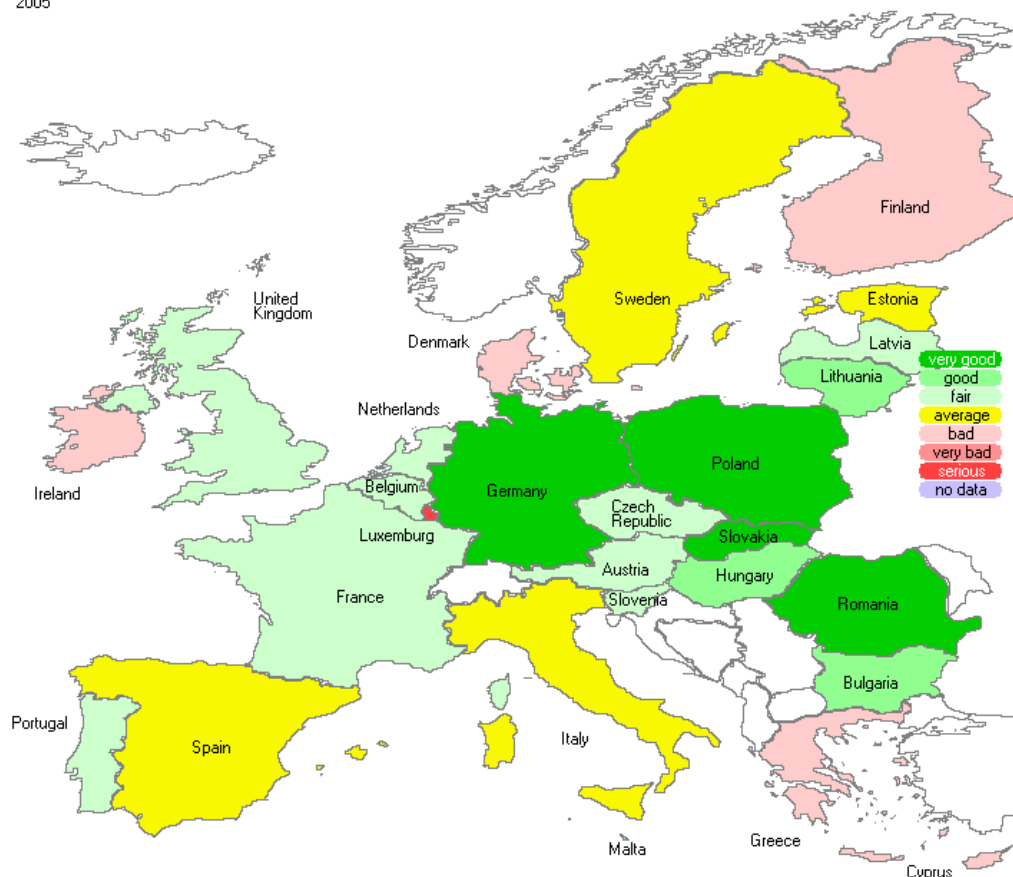 2005
Finland
United
Kingdom
Sweden
Estonia
Denmark
Latvia
very good
Lithuania
good
fair
Netherlands
average
bad
very bad
Poland
serious
Ireland
Belgium
Germany
no data
Czech
Republic
Luxemburg
Slovakia
Austria
Hungary
France
Slovenia
Romania
Bulgaria
Portugal
Spain
Italy
Malta
Greece
Cyprus